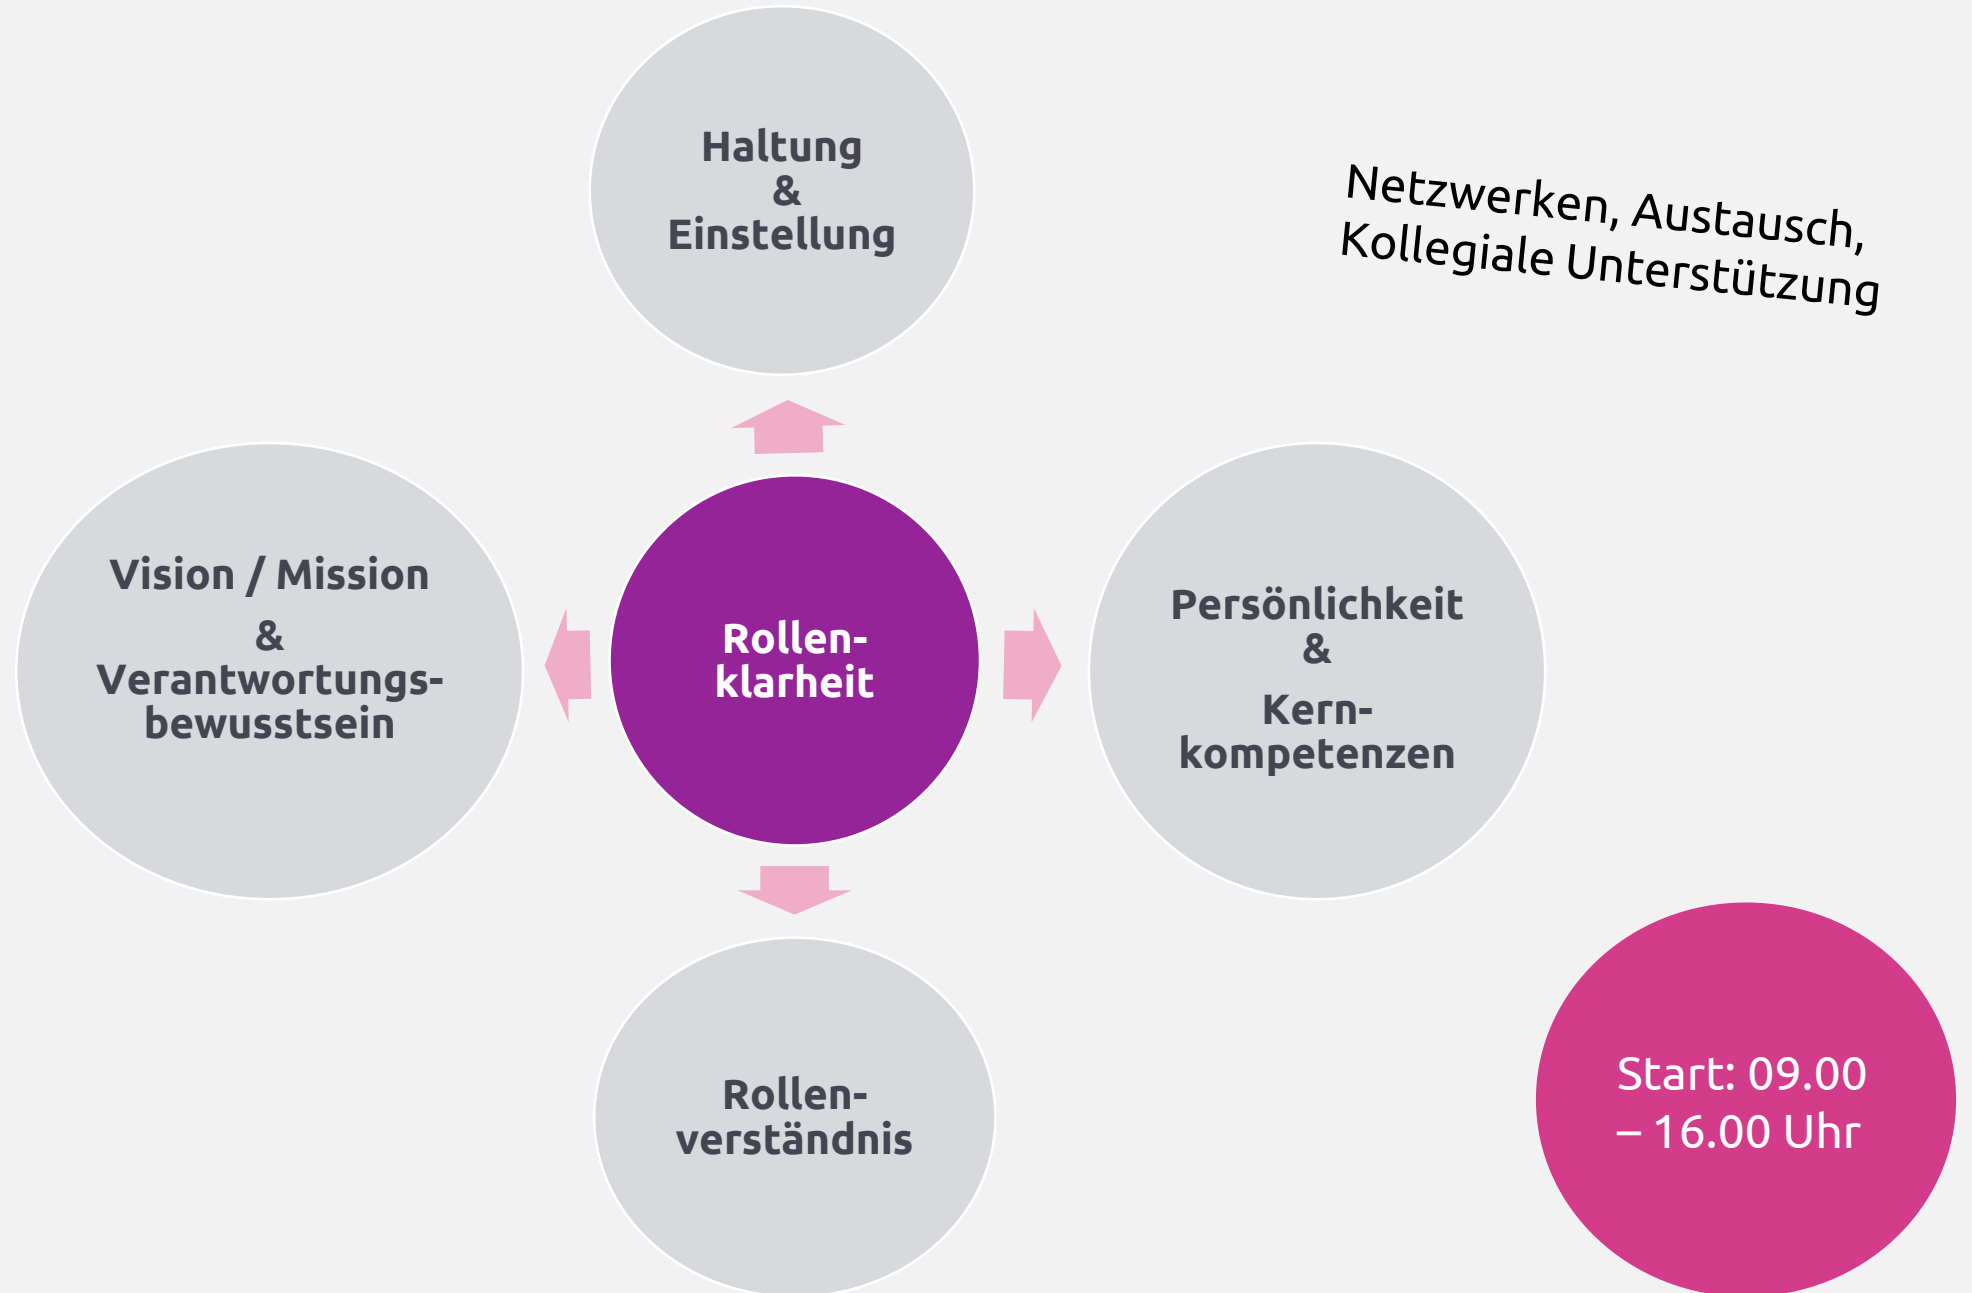 Haltung
&
Einstellung
Netzwerken, Austausch,
Kollegiale Unterstützung
Vision / Mission
&
Verantwortungs-
bewusstsein
Rollen-
klarheit
Persönlichkeit
&
Kern-
kompetenzen
Rollen-
verständnis
Start: 09.00
– 16.00 Uhr